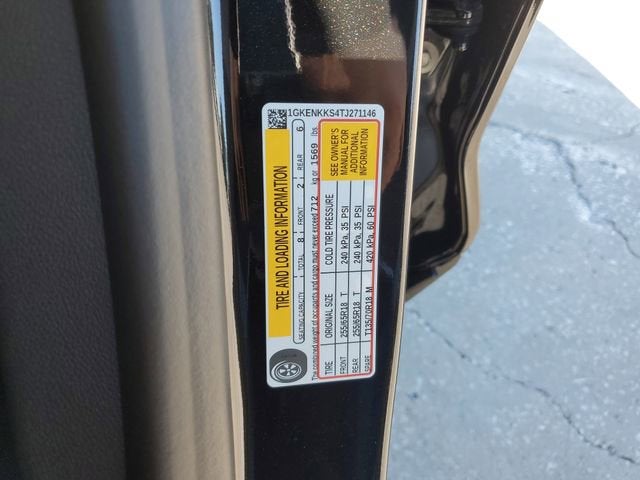 1GKENKKS4TJ271146
TIRE AND LOADING INFORMATION
SEATING CAPACITY TOTAL 8 FRONT 2 REAR 6
The combined weight of occupants and cargo must never exceed 712 kg or 1569 lbs
TIRE ORIGINAL SIZE COLD TIRE PRESSURE
FRONT 255/65R18 T 240 kPa, 35 PSI
REAR 255/65R18 T 240 kPa, 35 PSI
SPARE T135/70R18 M 420 kPa, 60 PSI
SEE OWNER'S
MANUAL FOR
ADDITIONAL
INFORMATION